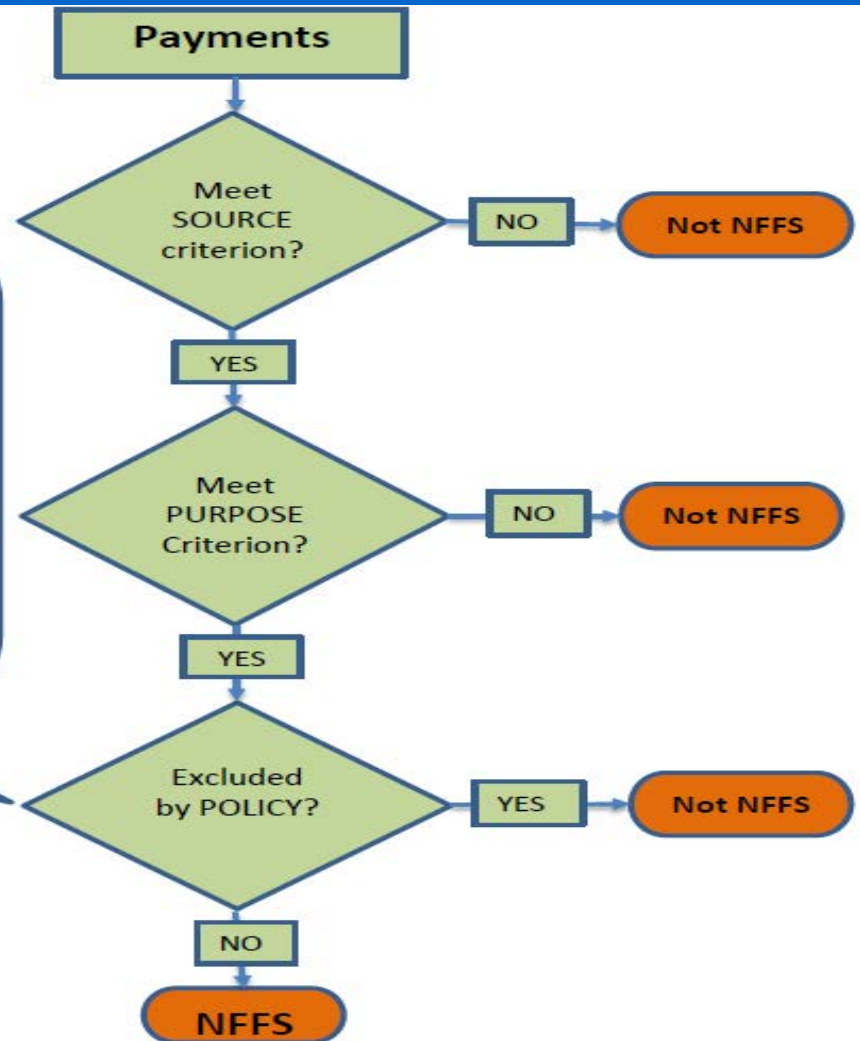 Payments
Meet
SOURCE
criterion?
NO
Not NFFS
YES
Meet
PURPOSE
Criterion?
NO
Not NFFS
YES
Excluded
by POLICY?
YES
Not NFFS
NO
NFFS